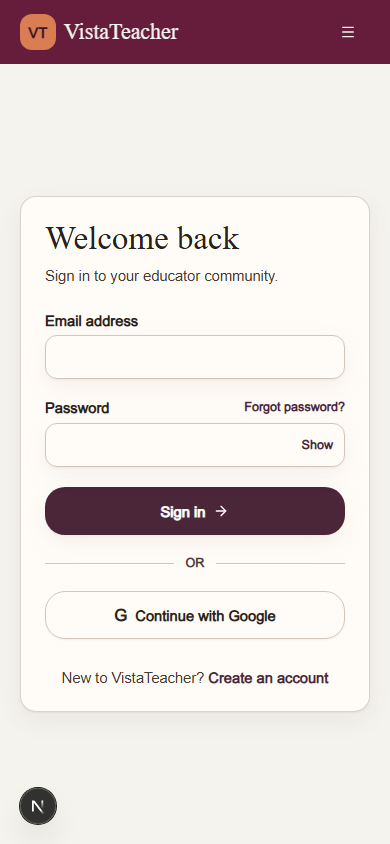 VT VistaTeacher
Welcome back
Sign in to your educator community.
Email address
Password Forgot password?
Show
Sign in →
OR
G Continue with Google
New to VistaTeacher? Create an account
N